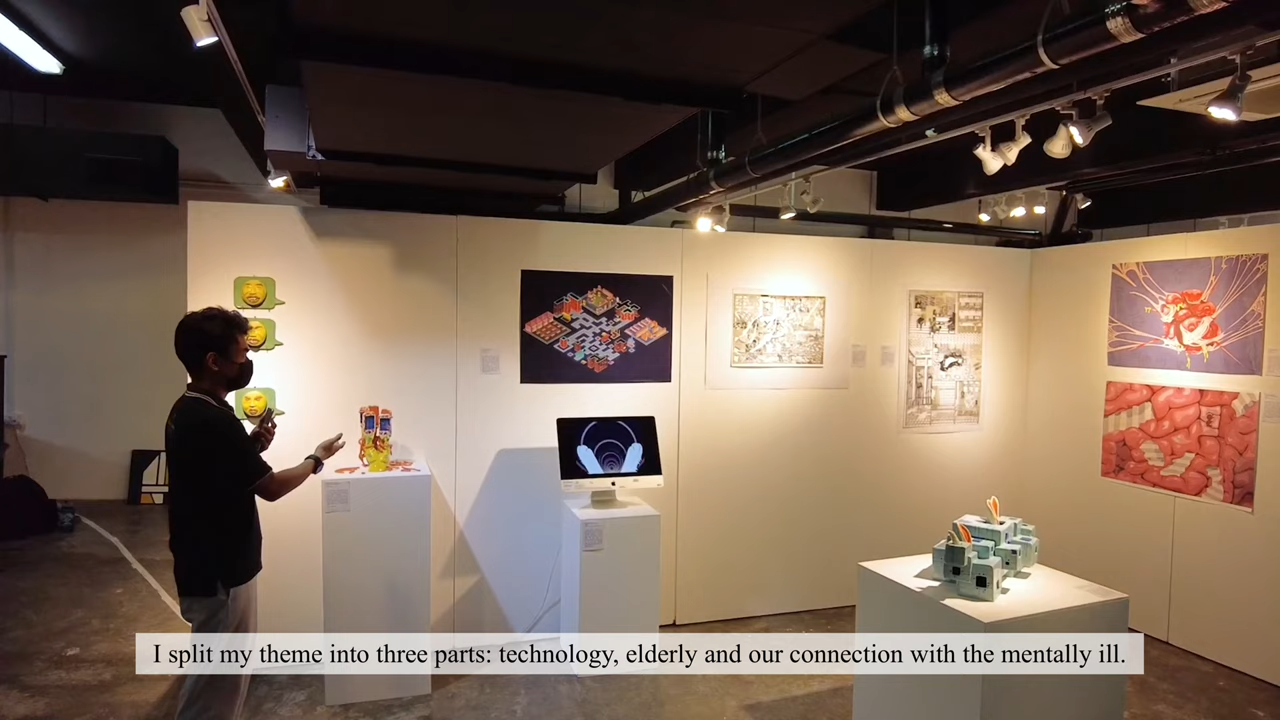 I split my theme into three parts: technology, elderly and our connection with the mentally ill.